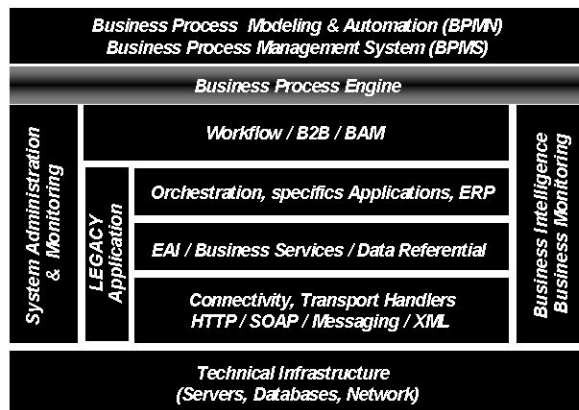 Business Process Modeling & Automation (BPMN)
Business Process Management System (BPMS)
Business Process Engine
System Administration
& Monitoring
Workflow / B2B / BAM
LEGACY
Application
Orchestration, specifics Applications, ERP
EAI / Business Services / Data Referential
Connectivity, Transport Handlers
HTTP / SOAP / Messaging / XML
Business Intelligence
Business Monitoring
Technical Infrastructure
(Servers, Databases, Network)